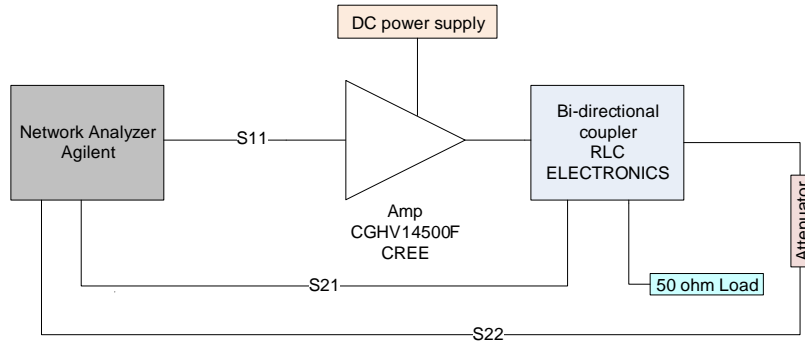 DC power supply
Network Analyzer
Agilent
S11
Bi-directional
coupler
RLC
ELECTRONICS
Amp
CGHV14500F
CREE
Attenuator
S21
50 ohm Load
S22